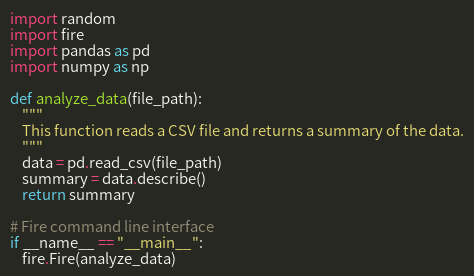 import random
import fire
import pandas as pd
import numpy as np

def analyze_data(file_path):
    """
    This function reads a CSV file and returns a summary of the data.
    """
    data = pd.read_csv(file_path)
    summary = data.describe()
    return summary

# Fire command line interface
if __name__ == "__main__":
    fire.Fire(analyze_data)